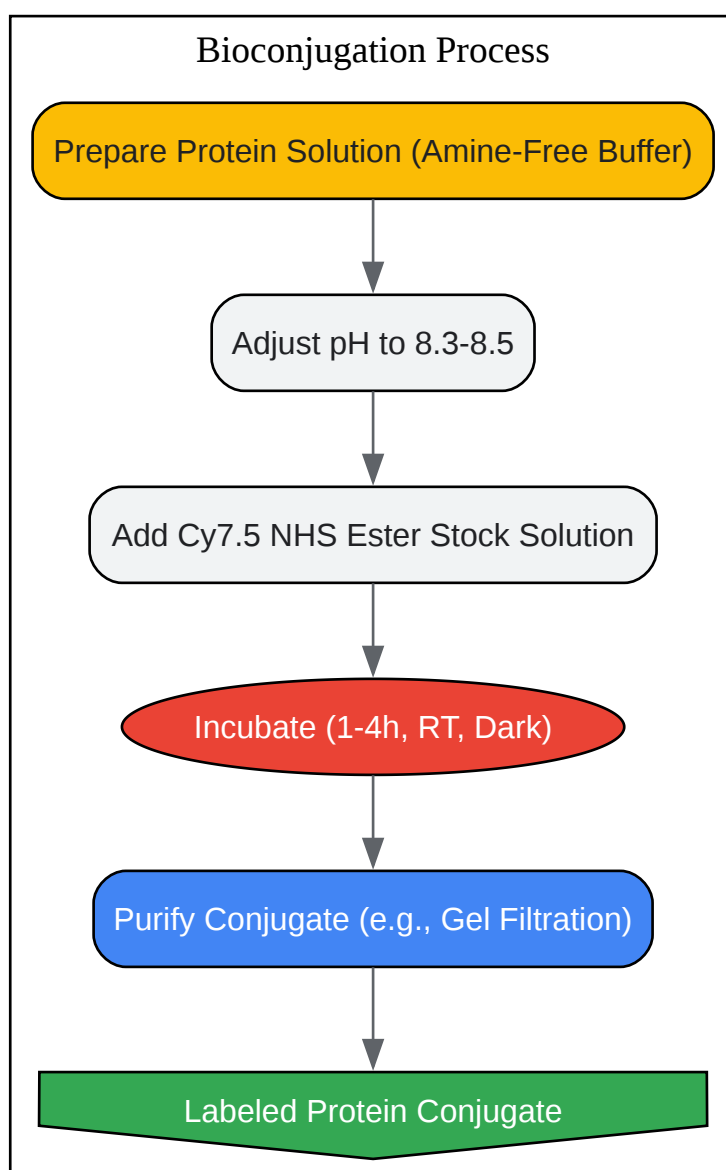 Bioconjugation Process
Prepare Protein Solution (Amine-Free Buffer)
Adjust pH to 8.3-8.5
Add Cy7.5 NHS Ester Stock Solution
Incubate (1-4h, RT, Dark)
Purify Conjugate (e.g., Gel Filtration)
Labeled Protein Conjugate